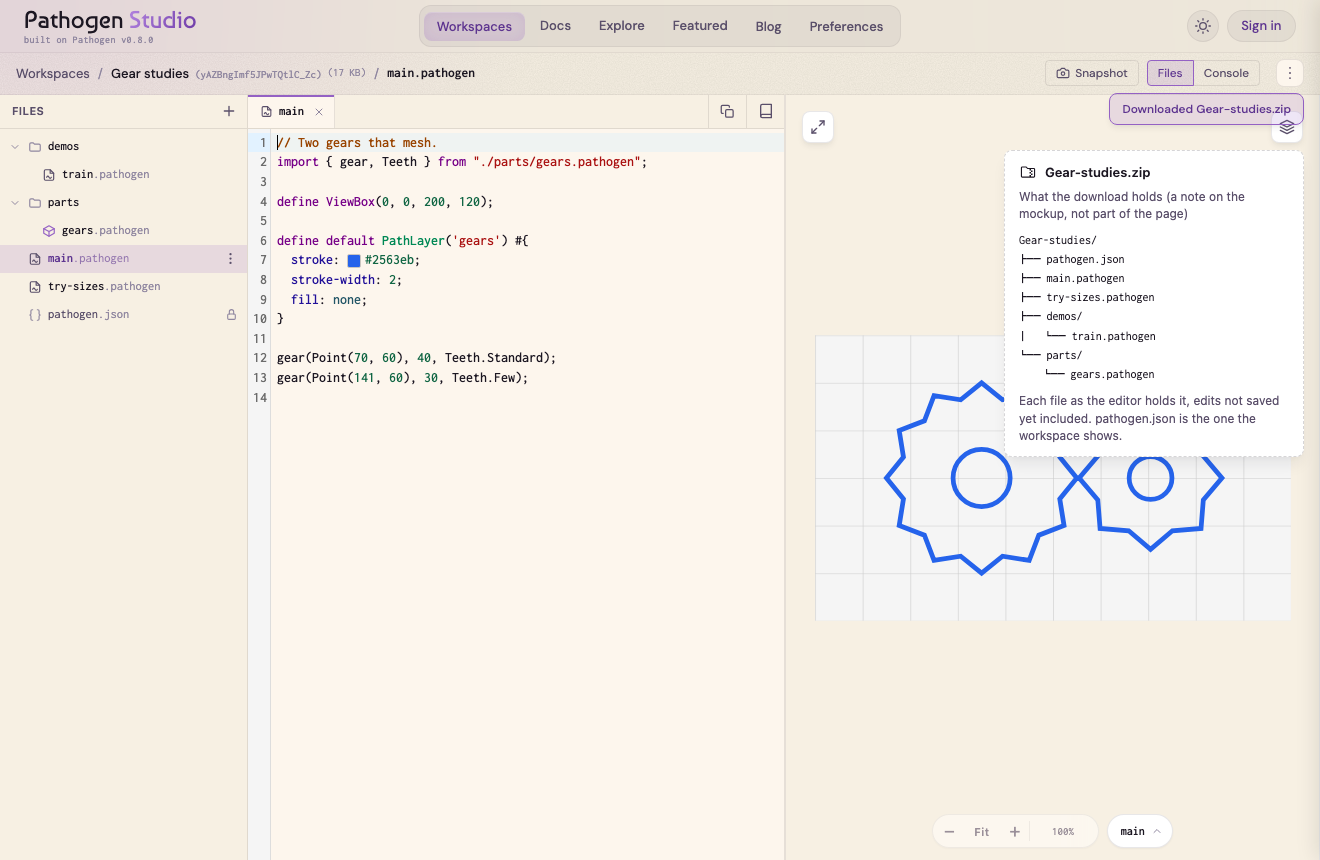 Pathogen Studio
built on Pathogen v0.8.0
Workspaces
Docs
Explore
Featured
Blog
Preferences
Sign in
Workspaces / Gear studies (yAZBngImf5JPwTQtlC_Zc) (17 KB) / main.pathogen
Snapshot
Files
Console
FILES
demos
train.pathogen
parts
gears.pathogen
main.pathogen
try-sizes.pathogen
{} pathogen.json
main
1 // Two gears that mesh.
2 import { gear, Teeth } from "./parts/gears.pathogen";
3
4 define ViewBox(0, 0, 200, 120);
5
6 define default PathLayer('gears') #{
7 stroke: #2563eb;
8 stroke-width: 2;
9 fill: none;
10 }
11
12 gear(Point(70, 60), 40, Teeth.Standard);
13 gear(Point(141, 60), 30, Teeth.Few);
14
Downloaded Gear-studies.zip
Gear-studies.zip
What the download holds (a note on the
mockup, not part of the page)
Gear-studies/
├── pathogen.json
├── main.pathogen
├── try-sizes.pathogen
├── demos/
│   └── train.pathogen
└── parts/
    └── gears.pathogen
Each file as the editor holds it, edits not saved
yet included. pathogen.json is the one the
workspace shows.
Fit
100%
main